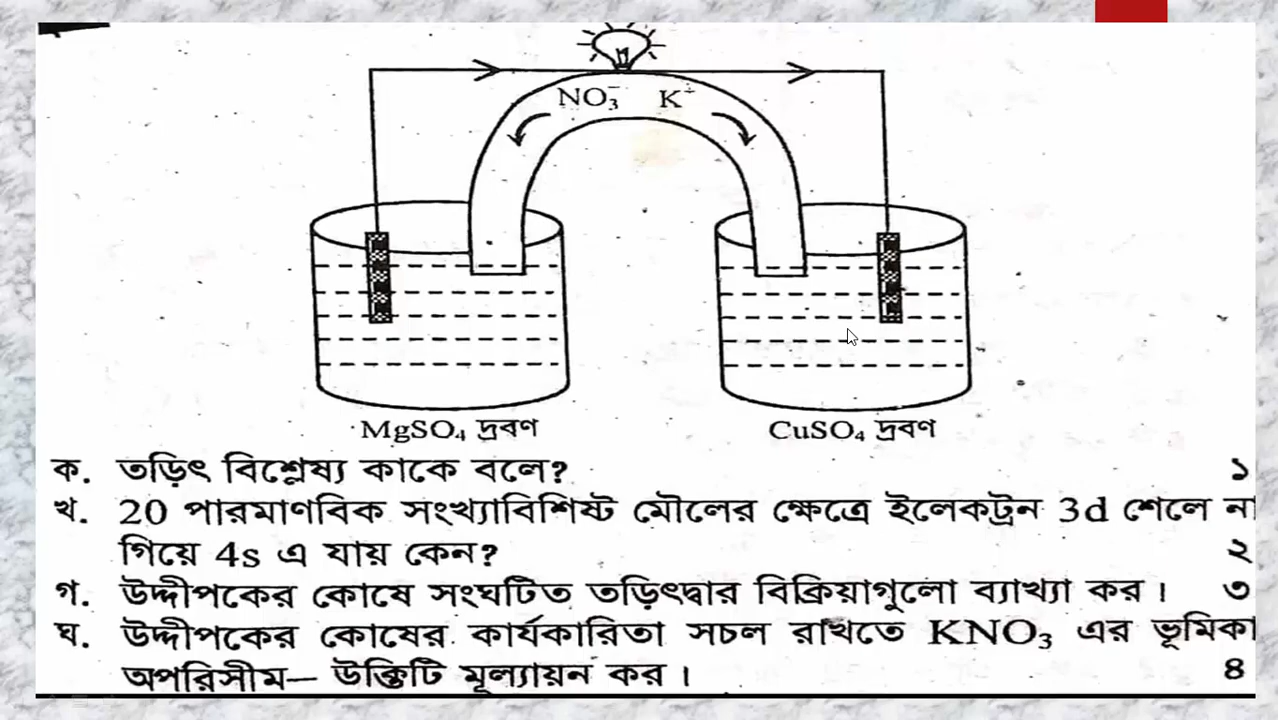 NO₃⁻ K⁺
MgSO₄ দ্রবণ CuSO₄ দ্রবণ
ক. তড়িৎ বিশ্লেষ্য কাকে বলে? ১
খ. 20 পারমাণবিক সংখ্যাবিশিষ্ট মৌলের ক্ষেত্রে ইলেকট্রন 3d শেলে না
গিয়ে 4s এ যায় কেন? ২
গ. উদ্দীপকের কোষে সংঘটিত তড়িৎদ্বার বিক্রিয়াগুলো ব্যাখ্যা কর। ৩
ঘ. উদ্দীপকের কোষের কার্যকারিতা সচল রাখতে KNO₃ এর ভূমিকা
অপরিসীম— উক্তিটি মূল্যায়ন কর। ৪